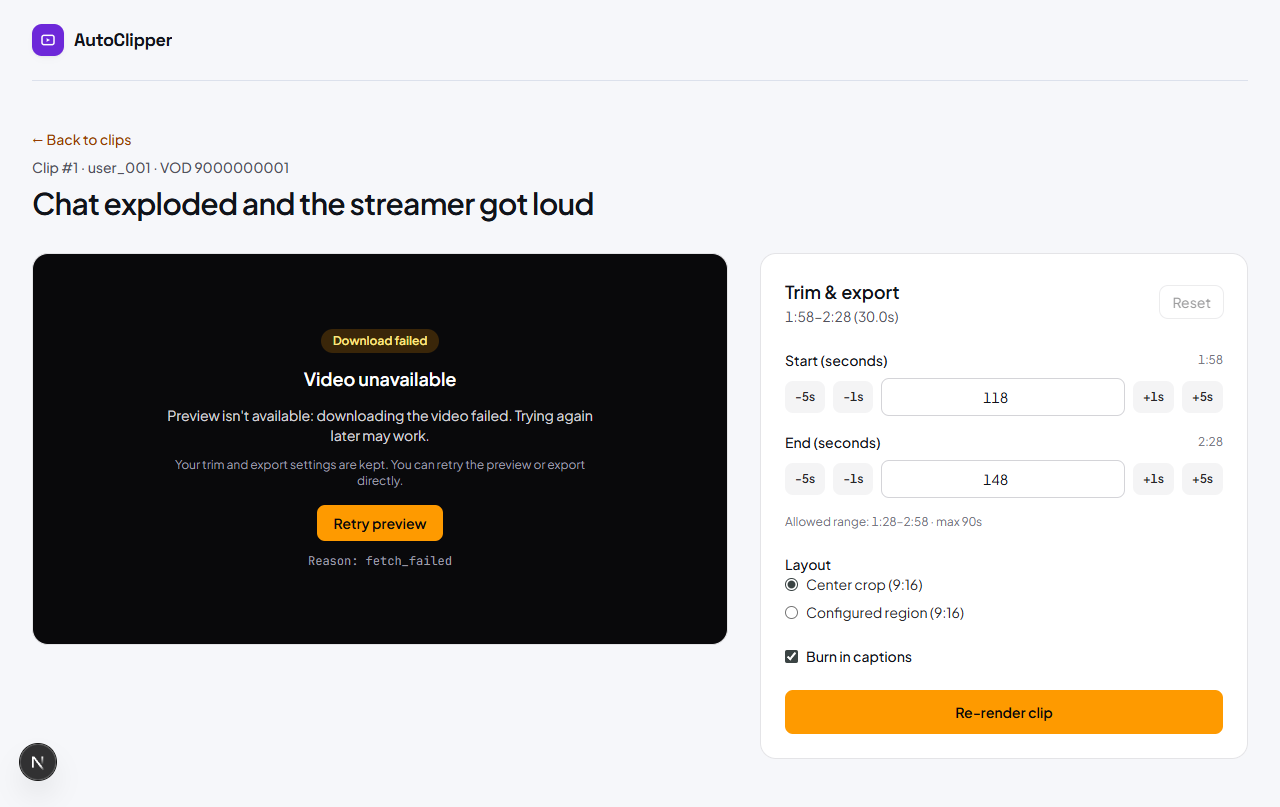 AutoClipper
← Back to clips
Clip #1 · user_001 · VOD 9000000001
Chat exploded and the streamer got loud
Download failed
Video unavailable
Preview isn't available: downloading the video failed. Trying again
later may work.
Your trim and export settings are kept. You can retry the preview or export
directly.
Retry preview
Reason: fetch_failed
Trim & export
1:58–2:28 (30.0s)
Reset
Start (seconds) 1:58
-5s -1s 118 +1s +5s
End (seconds) 2:28
-5s -1s 148 +1s +5s
Allowed range: 1:28–2:58 · max 90s
Layout
Center crop (9:16)
Configured region (9:16)
Burn in captions
Re-render clip
N